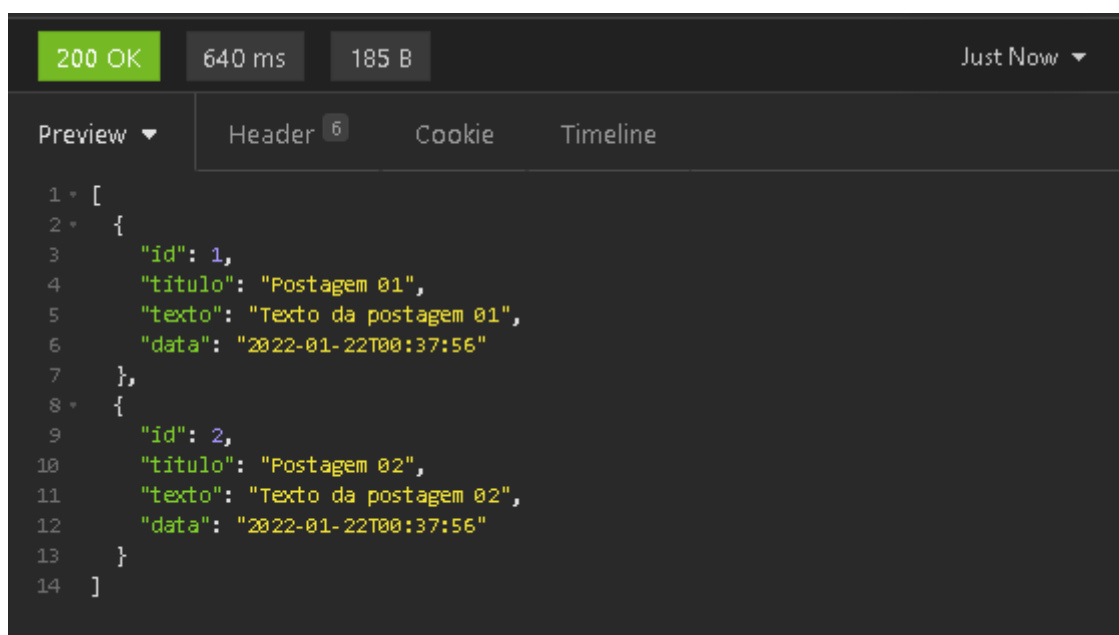 200 OK 640 ms 185 B Just Now
Preview Header 6 Cookie Timeline
1 [
2 {
3 "id": 1,
4 "titulo": "Postagem 01",
5 "texto": "Texto da postagem 01",
6 "data": "2022-01-22T00:37:56"
7 },
8 {
9 "id": 2,
10 "titulo": "Postagem 02",
11 "texto": "Texto da postagem 02",
12 "data": "2022-01-22T00:37:56"
13 }
14 ]